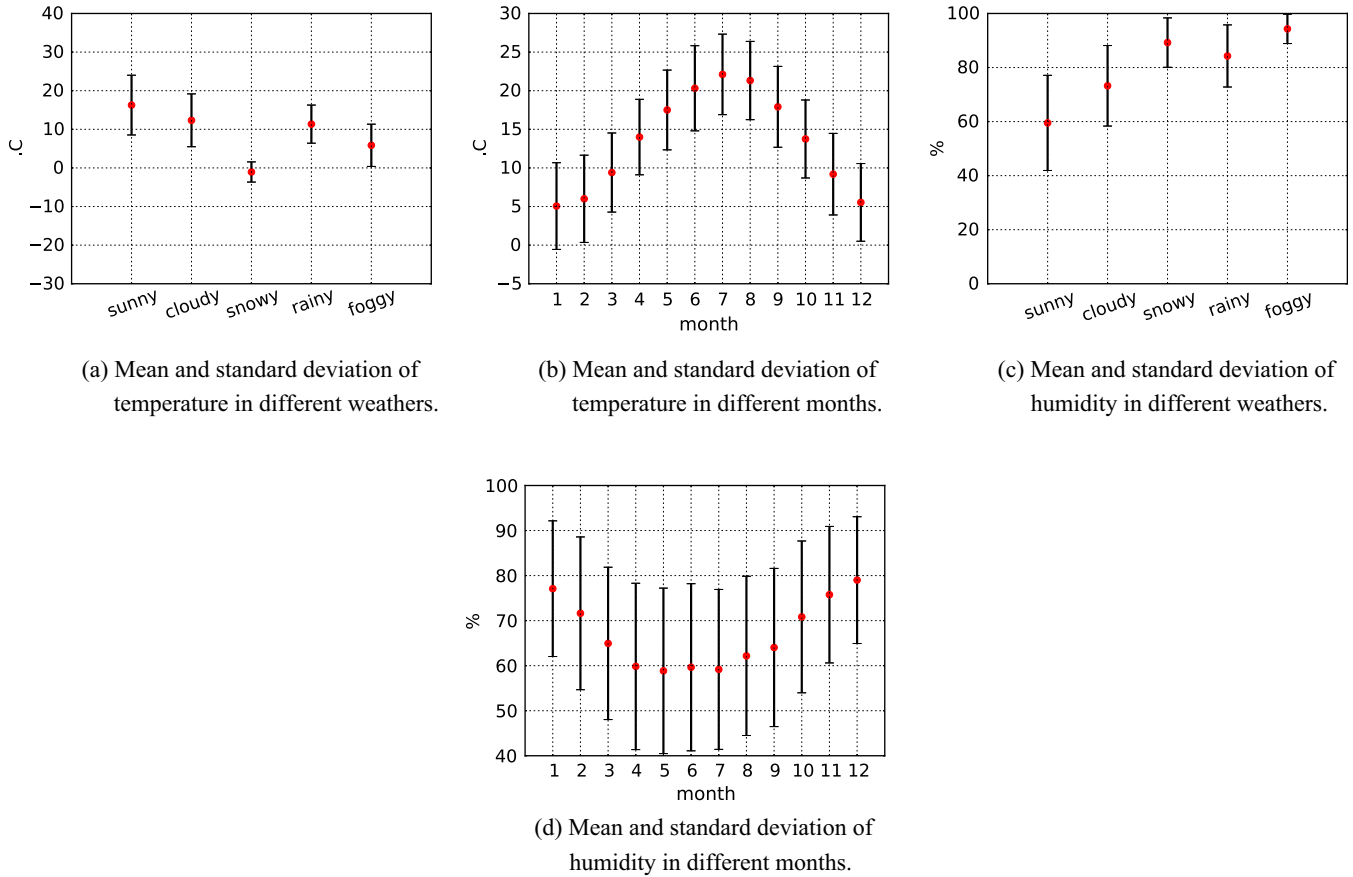 40
30
20
10
0
−10
−20
−30
.C
sunny
cloudy
snowy
rainy
foggy
(a) Mean and standard deviation of
temperature in different weathers.
30
25
20
15
10
5
0
−5
.C
1 2 3 4 5 6 7 8 9 10 11 12
month
(b) Mean and standard deviation of
temperature in different months.
100
80
60
40
20
0
%
sunny
cloudy
snowy
rainy
foggy
(c) Mean and standard deviation of
humidity in different weathers.
100
90
80
70
60
50
40
%
1 2 3 4 5 6 7 8 9 10 11 12
month
(d) Mean and standard deviation of
humidity in different months.